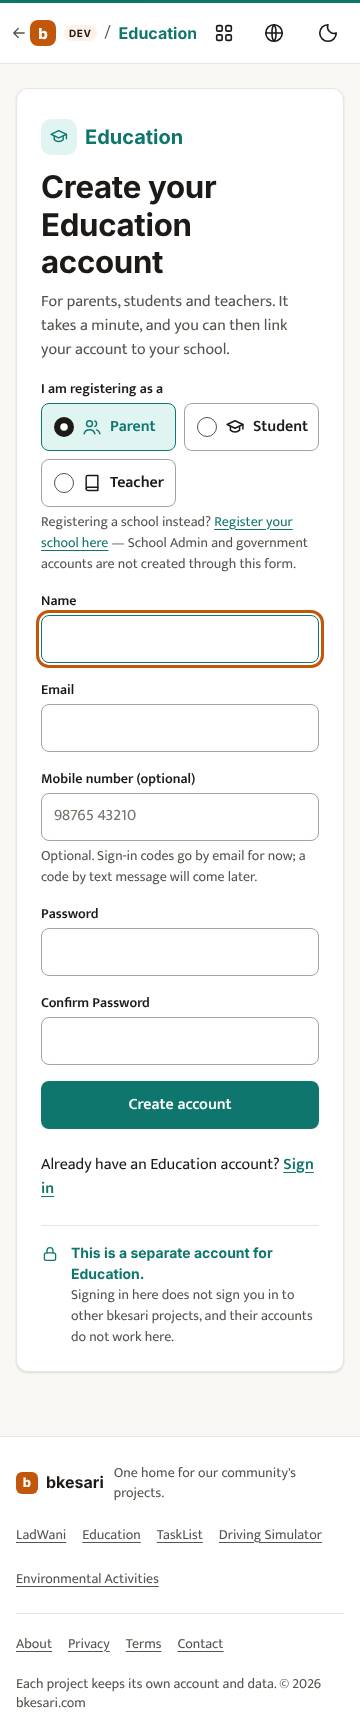 b DEV / Education
Education
Create your
Education
account
For parents, students and teachers. It
takes a minute, and you can then link
your account to your school.
I am registering as a
Parent Student
Teacher
Registering a school instead? Register your
school here — School Admin and government
accounts are not created through this form.
Name
Email
Mobile number (optional)
98765 43210
Optional. Sign-in codes go by email for now; a
code by text message will come later.
Password
Confirm Password
Create account
Already have an Education account? Sign
in
This is a separate account for
Education.
Signing in here does not sign you in to
other bkesari projects, and their accounts
do not work here.
b bkesari One home for our community's
projects.
LadWani Education TaskList Driving Simulator
Environmental Activities
About Privacy Terms Contact
Each project keeps its own account and data. © 2026
bkesari.com